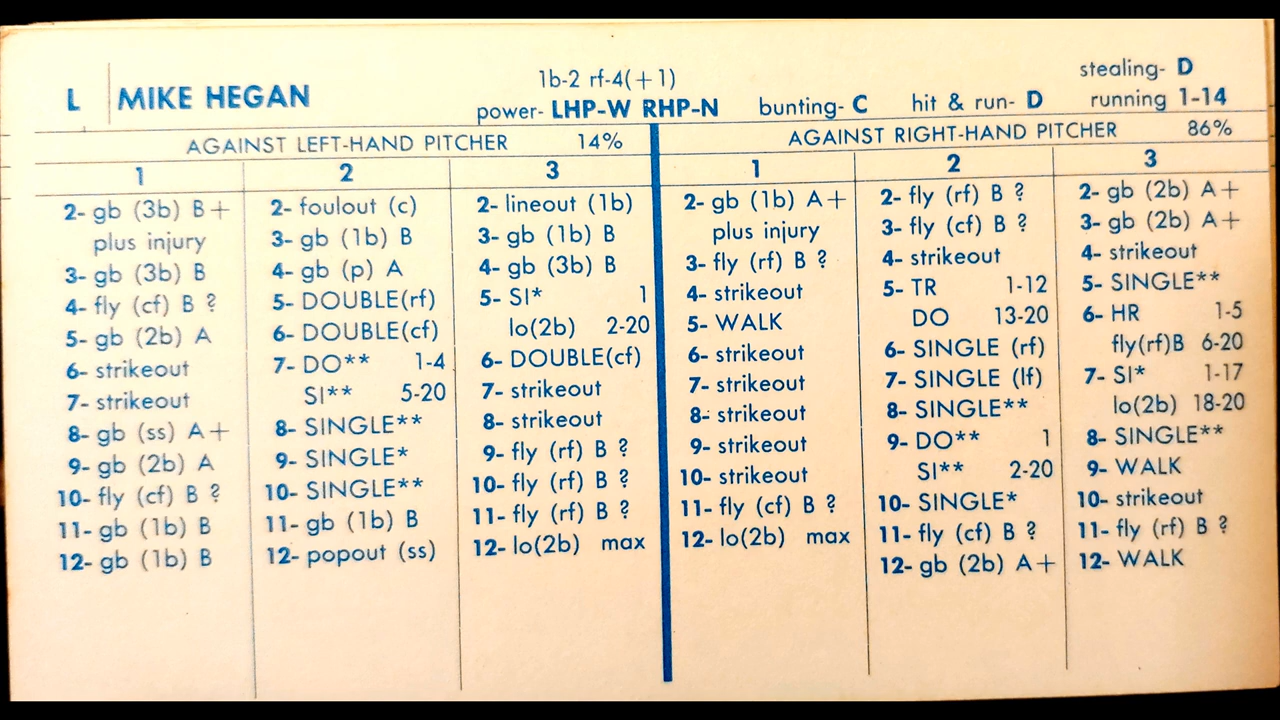 L MIKE HEGAN
1b-2 rf-4(+1)
power- LHP-W RHP-N
bunting- C
hit & run- D
stealing- D
running 1-14
AGAINST LEFT-HAND PITCHER 14%
1
2- gb (3b) B+
plus injury
3- gb (3b) B
4- fly (cf) B ?
5- gb (2b) A
6- strikeout
7- strikeout
8- gb (ss) A+
9- gb (2b) A
10- fly (cf) B ?
11- gb (1b) B
12- gb (1b) B
2
2- foulout (c)
3- gb (1b) B
4- gb (p) A
5- DOUBLE(rf)
6- DOUBLE(cf)
7- DO** 1-4
SI** 5-20
8- SINGLE**
9- SINGLE*
10- SINGLE**
11- gb (1b) B
12- popout (ss)
3
2- lineout (1b)
3- gb (1b) B
4- gb (3b) B
5- SI* 1
lo(2b) 2-20
6- DOUBLE(cf)
7- strikeout
8- strikeout
9- fly (rf) B ?
10- fly (rf) B ?
11- fly (rf) B ?
12- lo(2b) max
AGAINST RIGHT-HAND PITCHER 86%
1
2- gb (1b) A+
plus injury
3- fly (rf) B ?
4- strikeout
5- WALK
6- strikeout
7- strikeout
8- strikeout
9- strikeout
10- strikeout
11- fly (cf) B ?
12- lo(2b) max
2
2- fly (rf) B ?
3- fly (cf) B ?
4- strikeout
5- TR 1-12
DO 13-20
6- SINGLE (rf)
7- SINGLE (lf)
8- SINGLE**
9- DO** 1
SI** 2-20
10- SINGLE*
11- fly (cf) B ?
12- gb (2b) A+
3
2- gb (2b) A+
3- gb (2b) A+
4- strikeout
5- SINGLE**
6- HR 1-5
fly(rf)B 6-20
7- SI* 1-17
lo(2b) 18-20
8- SINGLE**
9- WALK
10- strikeout
11- fly (rf) B ?
12- WALK